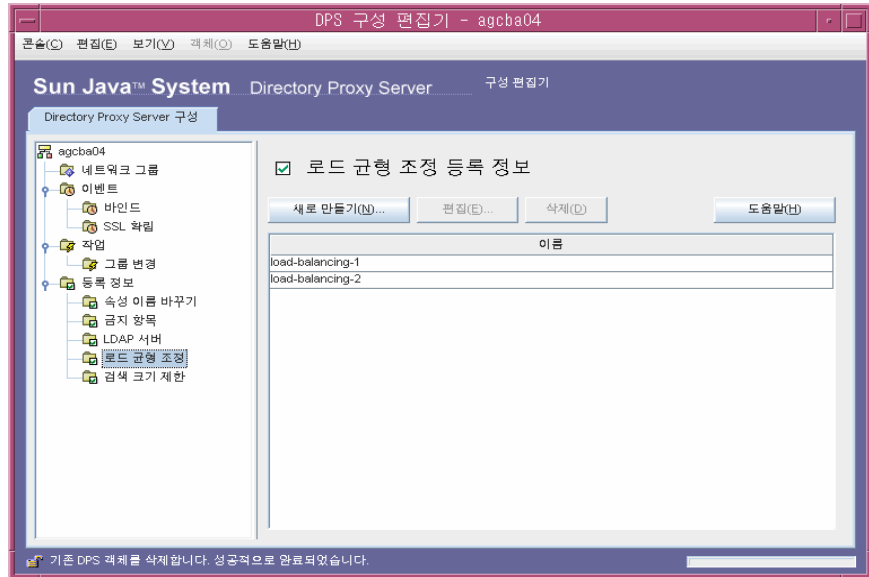 DPS 구성 편집기 - agcba04
콘솔(C) 편집(E) 보기(V) 객체(O) 도움말(H)
Sun Java™ System Directory Proxy Server 구성 편집기
Directory Proxy Server 구성
agcba04
네트워크 그룹
이벤트
바인드
SSL 확립
작업
그룹 변경
등록 정보
속성 이름 바꾸기
금지 항목
LDAP 서버
로드 균형 조정
검색 크기 제한
로드 균형 조정 등록 정보
새로 만들기(N)... 편집(E)... 삭제(D) 도움말(H)
이름
load-balancing-1
load-balancing-2
기존 DPS 객체를 삭제합니다. 성공적으로 완료되었습니다.